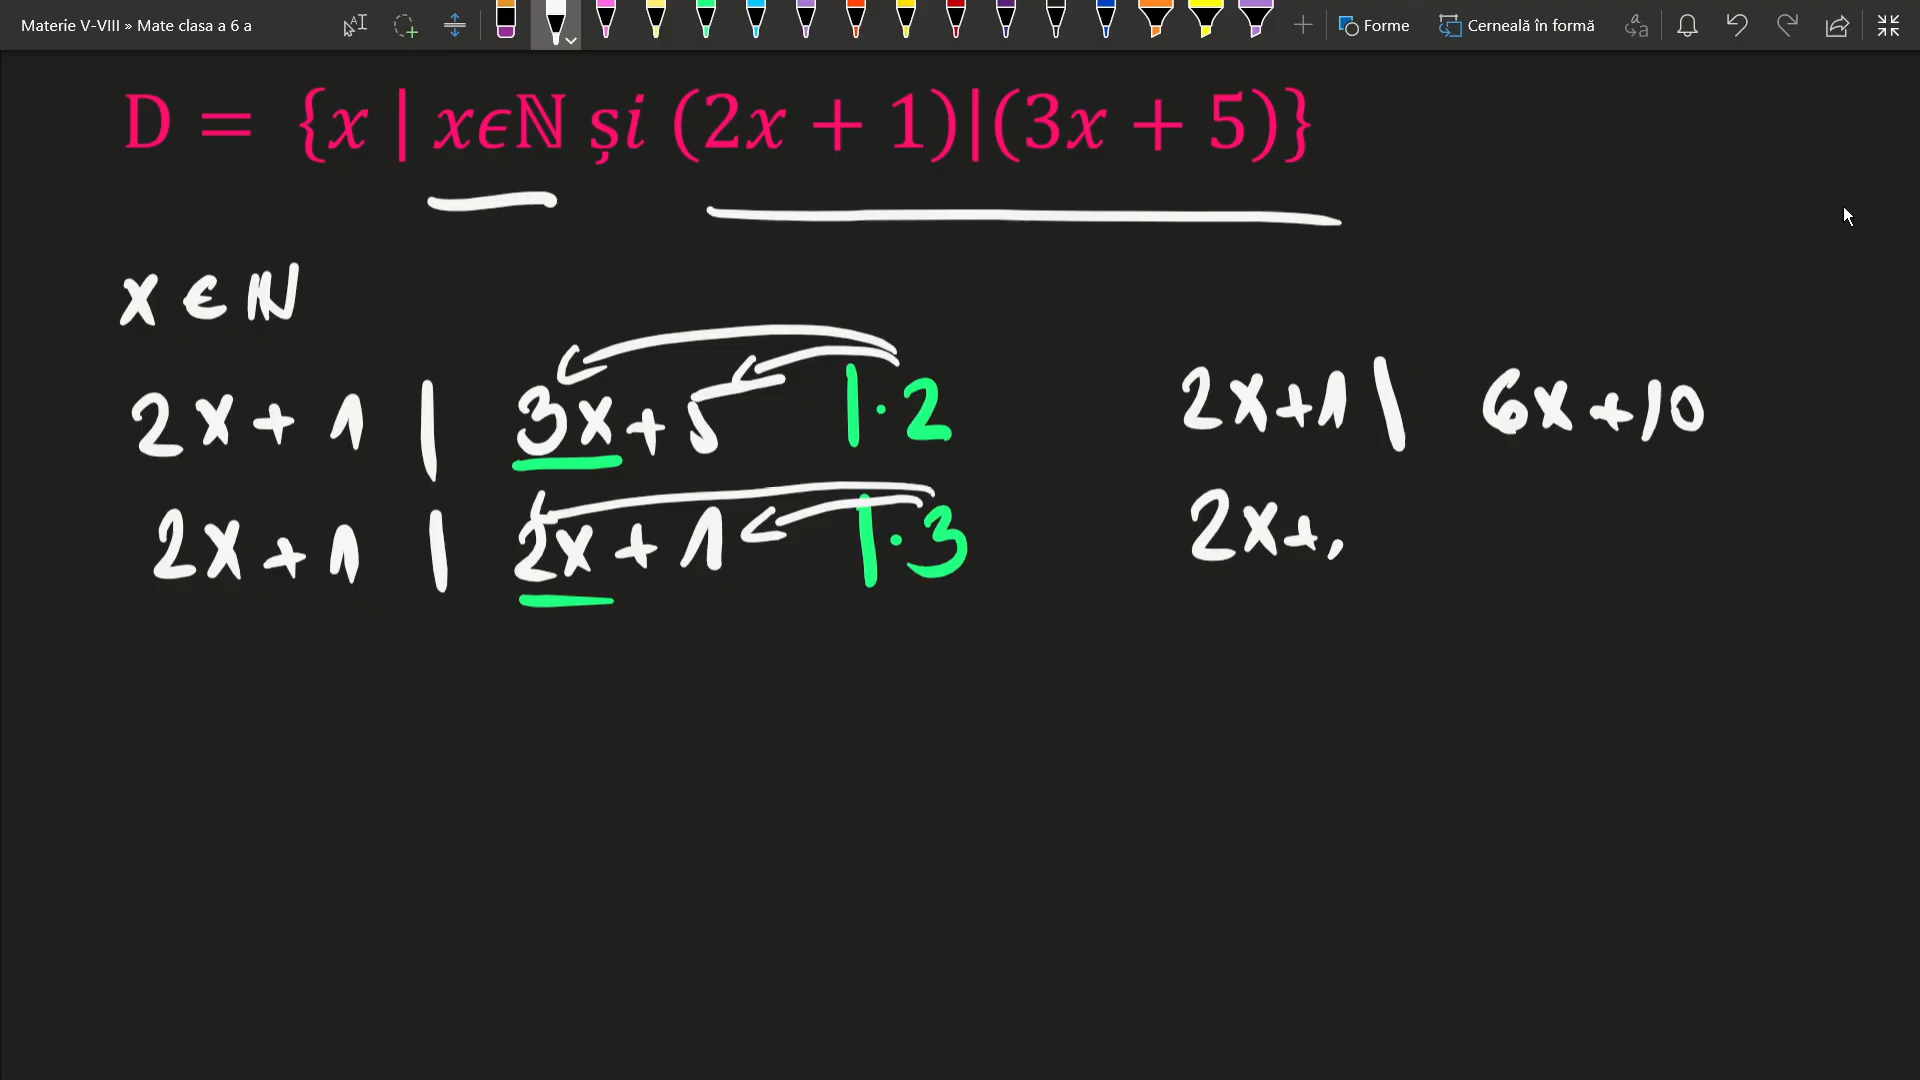 Materie V-VIII » Mate clasa a 6 a
Forme
Cerneală în formă
D = {x | xϵℕ și (2x + 1)|(3x + 5)}
x ∈ ℕ
2x + 1 | 3x + 5 |·2 2x+1 | 6x+10
2x + 1 | 2x + 1 |·3 2x+,